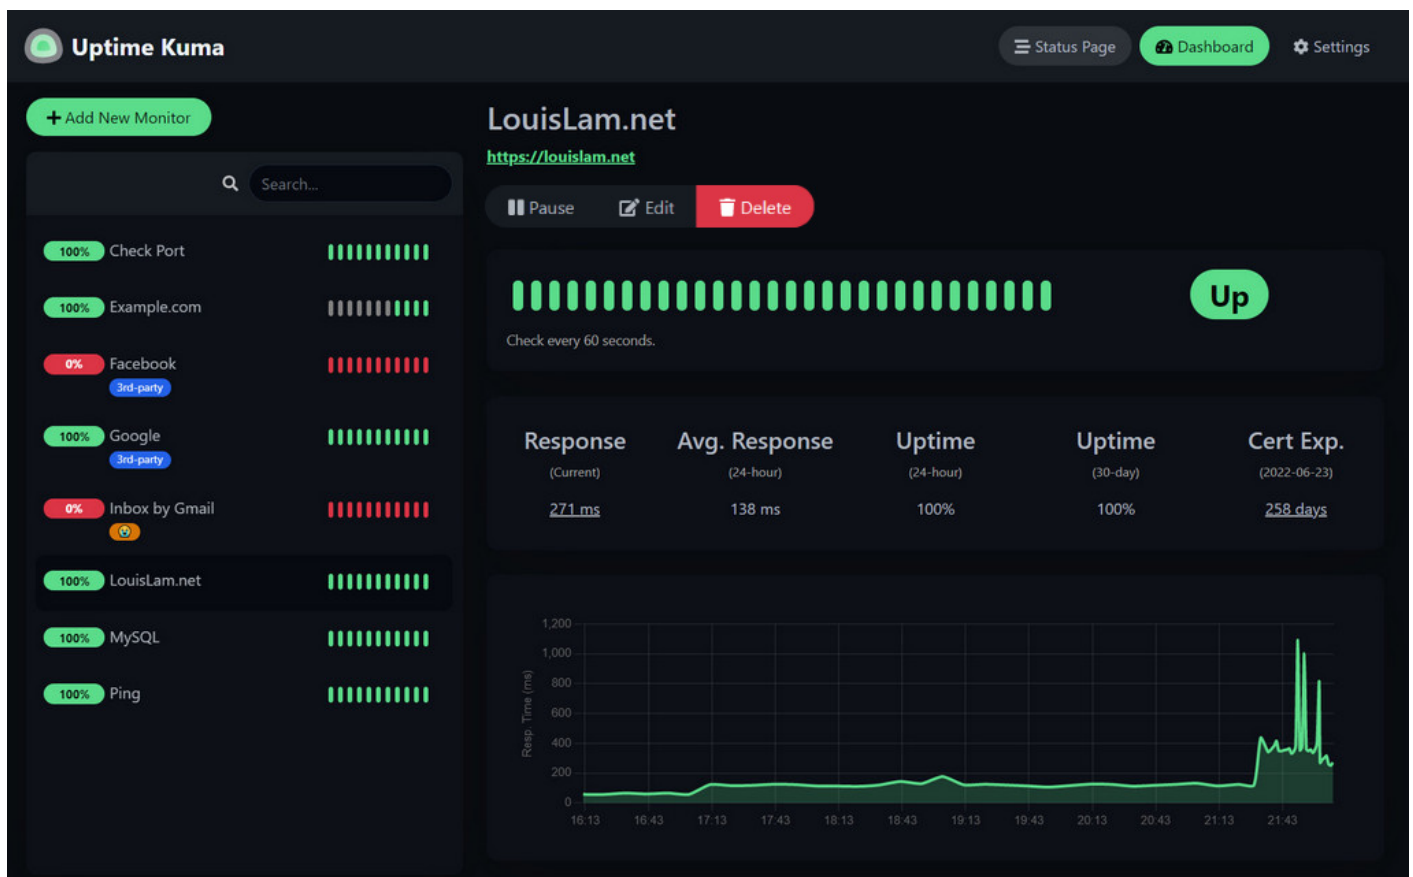 Uptime Kuma
Status Page
Dashboard
Settings
Add New Monitor
Search...
100% Check Port
100% Example.com
0% Facebook
3rd-party
100% Google
3rd-party
0% Inbox by Gmail
100% LouisLam.net
100% MySQL
100% Ping
LouisLam.net
https://louislam.net
Pause Edit Delete
Up
Check every 60 seconds.
Response Avg. Response Uptime Uptime Cert Exp.
(Current) (24-hour) (24-hour) (30-day) (2022-06-23)
271 ms 138 ms 100% 100% 258 days
Resp. Time (ms)
1,200
1,000
800
600
400
200
0
16:13 16:43 17:13 17:43 18:13 18:43 19:13 19:43 20:13 20:43 21:13 21:43